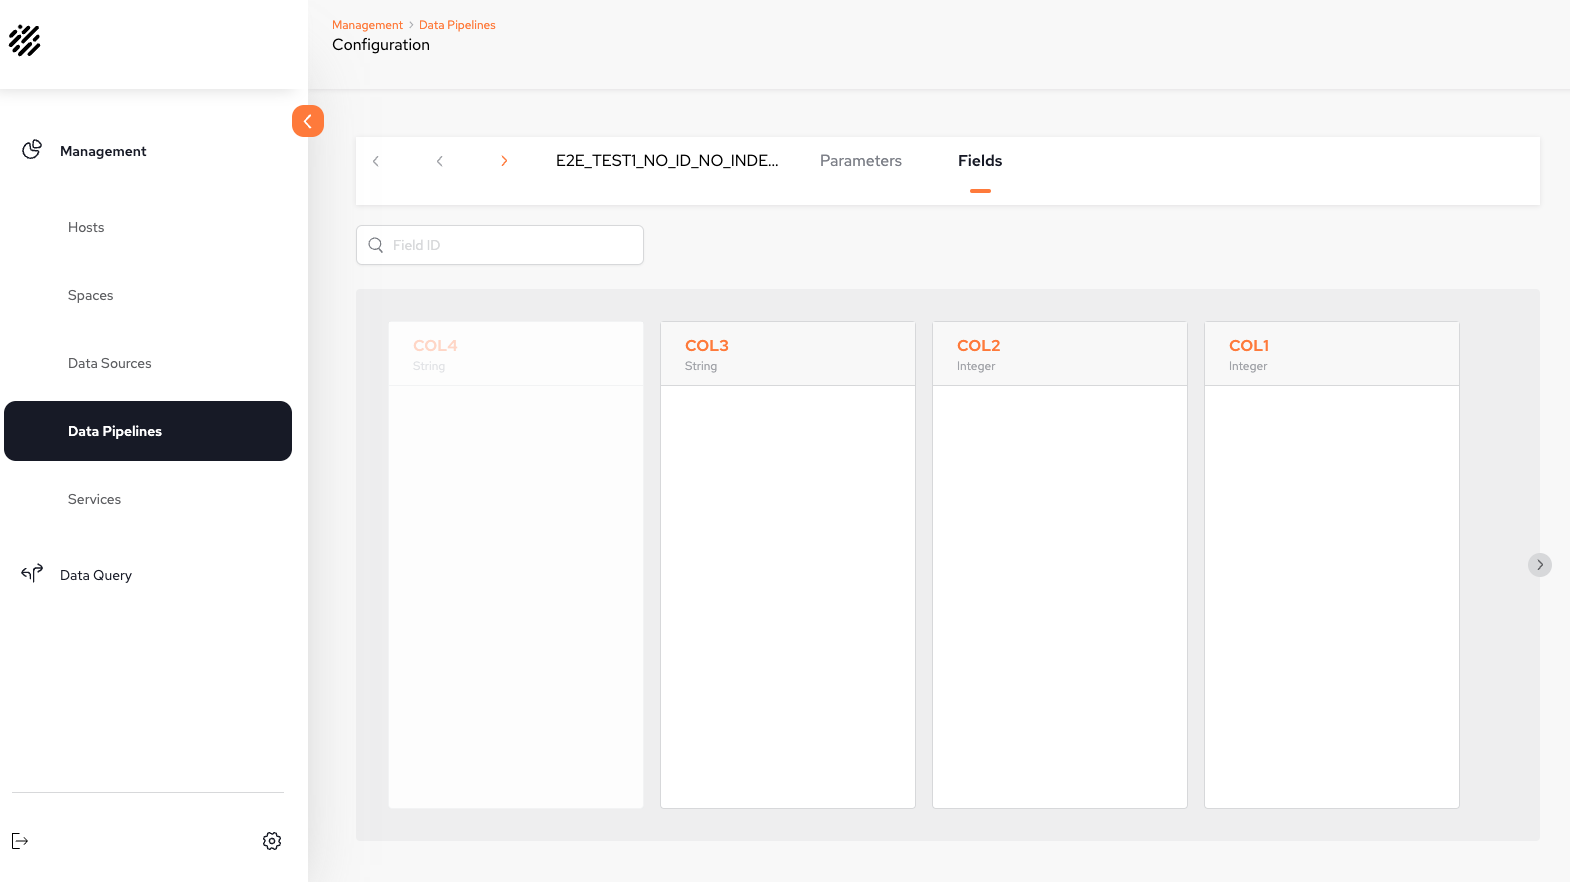 Management
Data Pipelines
Configuration
Management
Hosts
Spaces
Data Sources
Data Pipelines
Services
Data Query
E2E_TEST1_NO_ID_NO_INDE...
Parameters
Fields
Field ID
COL4
String
COL3
String
COL2
Integer
COL1
Integer